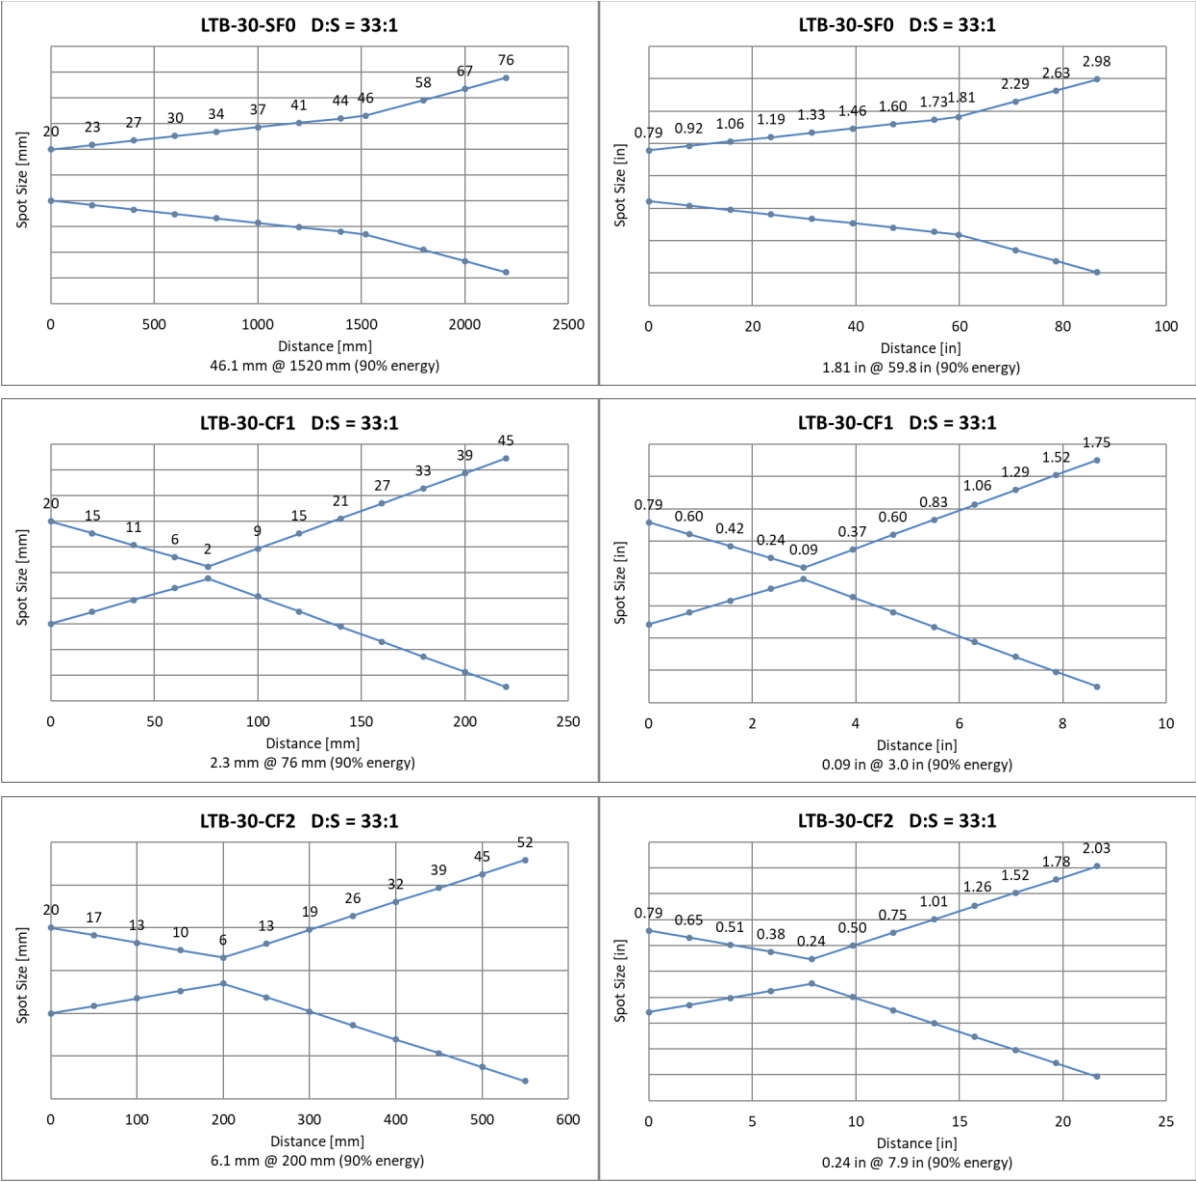 LTB-30-SF0 D:S = 33:1
76
67
58
46
44
41
37
34
30
27
23
20
Spot Size [mm]
0 500 1000 1500 2000 2500
Distance [mm]
46.1 mm @ 1520 mm (90% energy)
LTB-30-SF0 D:S = 33:1
2.98
2.63
2.29
1.81
1.73
1.60
1.46
1.33
1.19
1.06
0.92
0.79
Spot Size [in]
0 20 40 60 80 100
Distance [in]
1.81 in @ 59.8 in (90% energy)
LTB-30-CF1 D:S = 33:1
20
15
11
6
2
9
15
21
27
33
39
45
Spot Size [mm]
0 50 100 150 200 250
Distance [mm]
2.3 mm @ 76 mm (90% energy)
LTB-30-CF1 D:S = 33:1
0.79
0.60
0.42
0.24
0.09
0.37
0.60
0.83
1.06
1.29
1.52
1.75
Spot Size [in]
0 2 4 6 8 10
Distance [in]
0.09 in @ 3.0 in (90% energy)
LTB-30-CF2 D:S = 33:1
20
17
13
10
6
13
19
26
32
39
45
52
Spot Size [mm]
0 100 200 300 400 500 600
Distance [mm]
6.1 mm @ 200 mm (90% energy)
LTB-30-CF2 D:S = 33:1
0.79
0.65
0.51
0.38
0.24
0.50
0.75
1.01
1.26
1.52
1.78
2.03
Spot Size [in]
0 5 10 15 20 25
Distance [in]
0.24 in @ 7.9 in (90% energy)